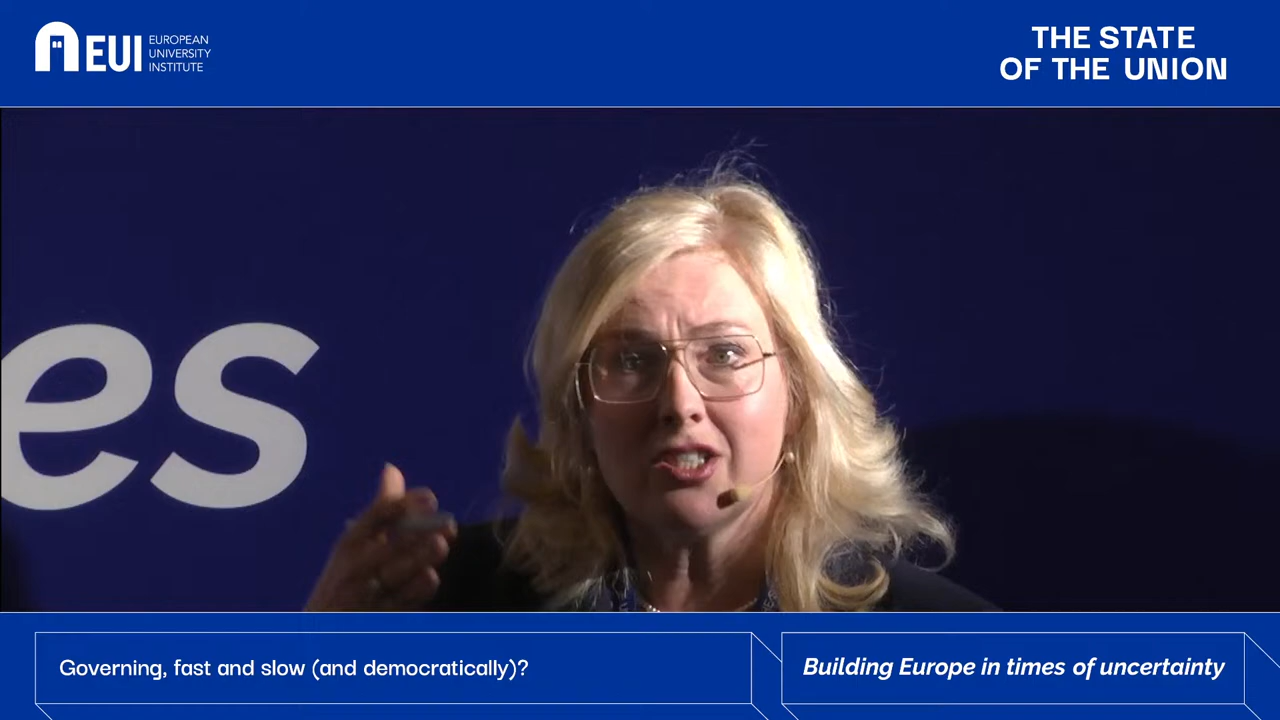 EUI
EUROPEAN
UNIVERSITY
INSTITUTE
THE STATE
OF THE UNION
es
Governing, fast and slow (and democratically)?
Building Europe in times of uncertainty